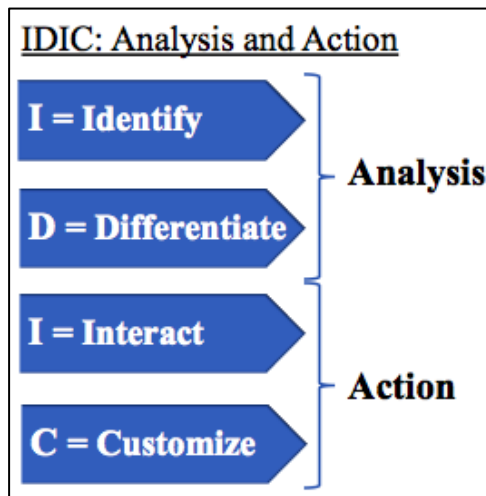 IDIC: Analysis and Action
I = Identify
D = Differentiate
Analysis
I = Interact
C = Customize
Action